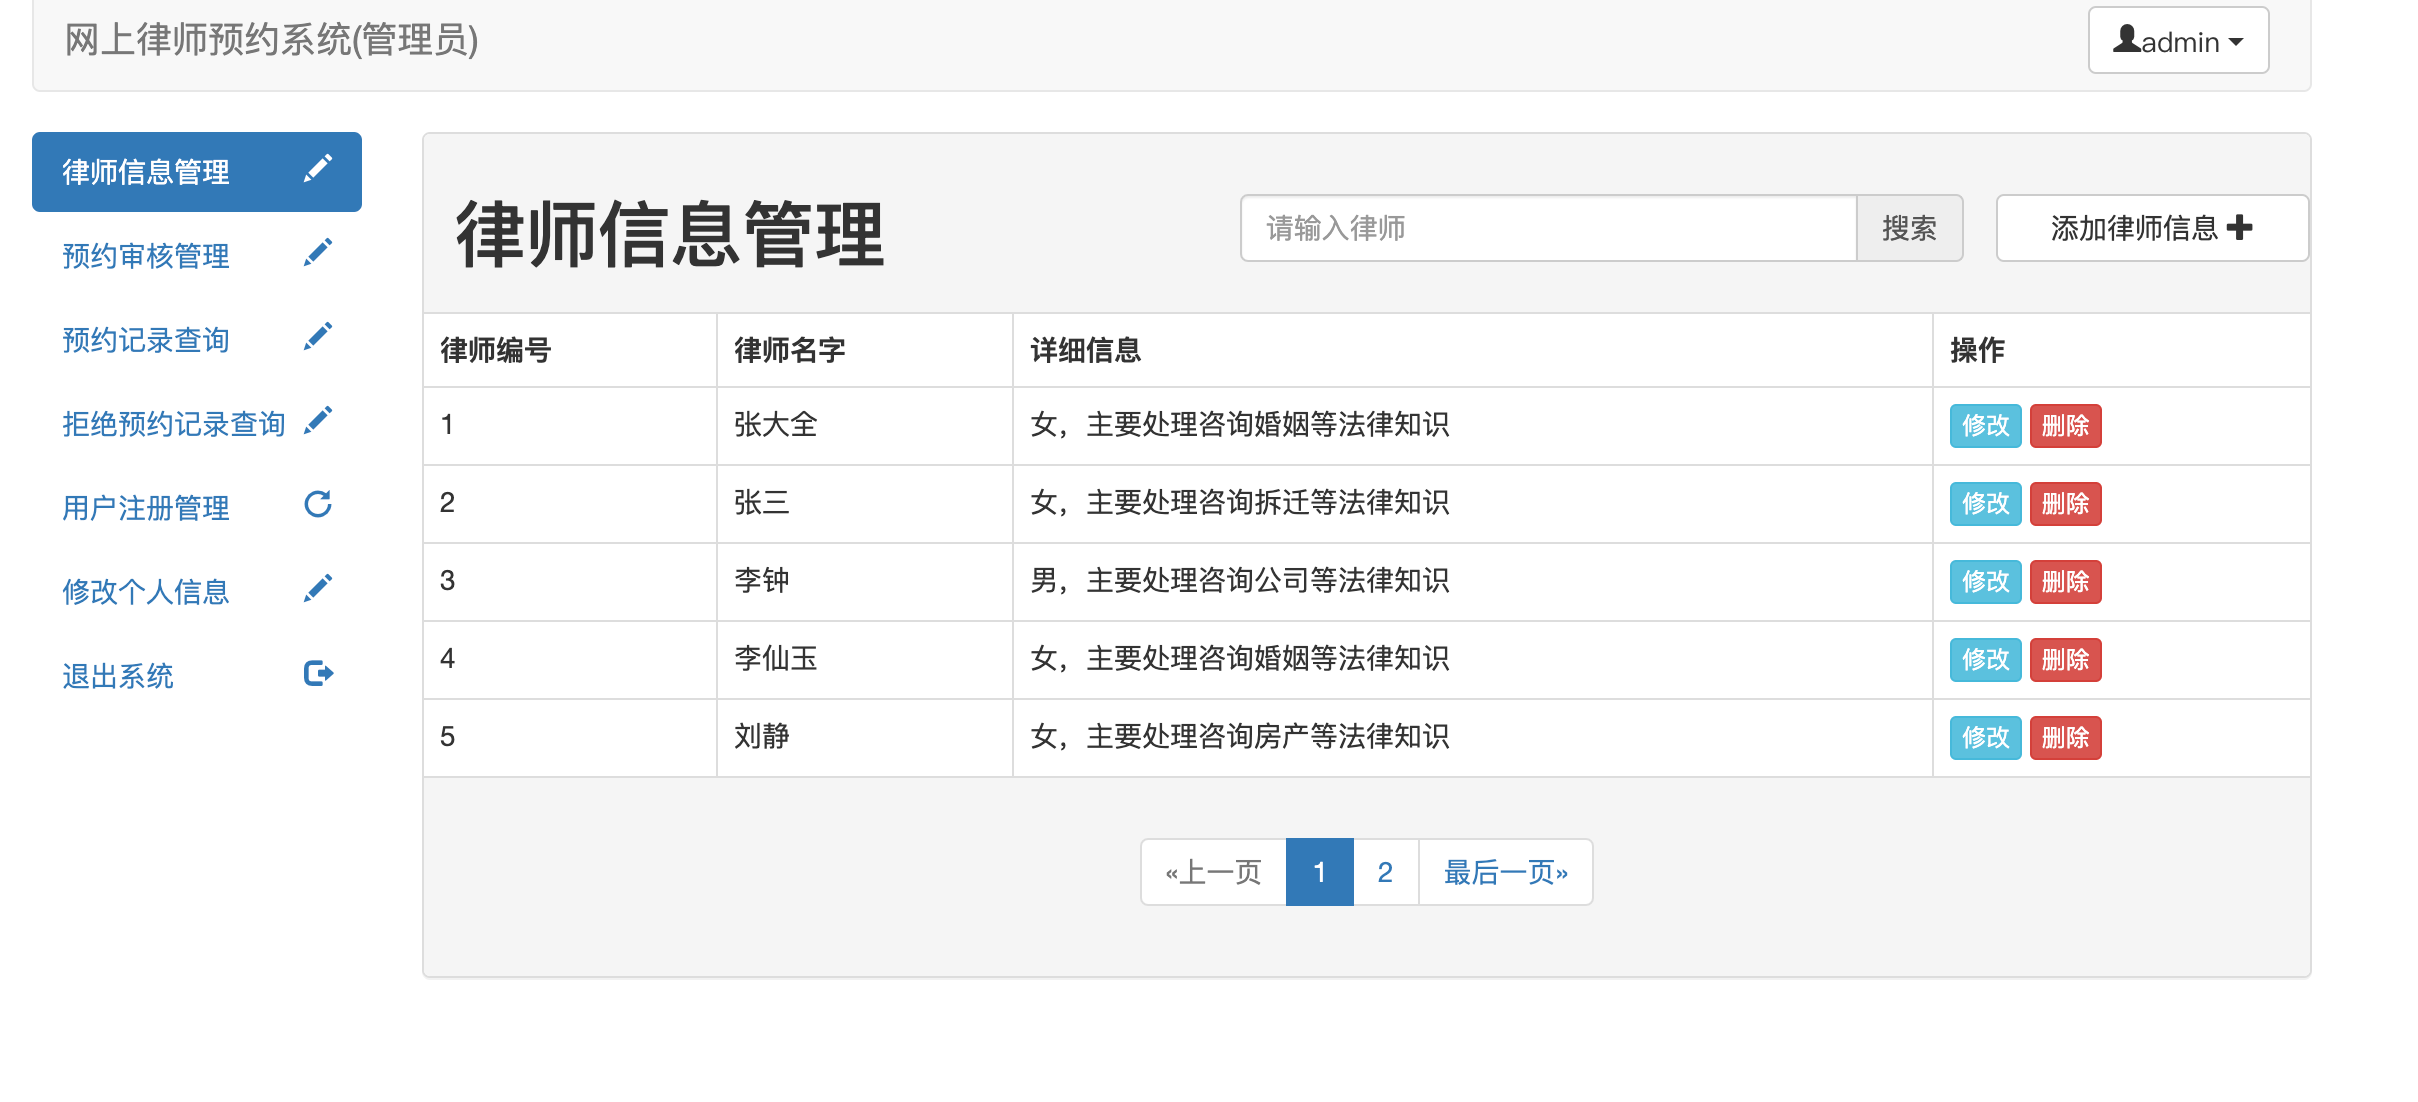 网上律师预约系统(管理员)
admin
律师信息管理
预约审核管理
预约记录查询
拒绝预约记录查询
用户注册管理
修改个人信息
退出系统
律师信息管理
请输入律师 搜索 添加律师信息
律师编号 律师名字 详细信息 操作
1 张大全 女，主要处理咨询婚姻等法律知识 修改 删除
2 张三 女，主要处理咨询拆迁等法律知识 修改 删除
3 李钟 男，主要处理咨询公司等法律知识 修改 删除
4 李仙玉 女，主要处理咨询婚姻等法律知识 修改 删除
5 刘静 女，主要处理咨询房产等法律知识 修改 删除
«上一页 1 2 最后一页»